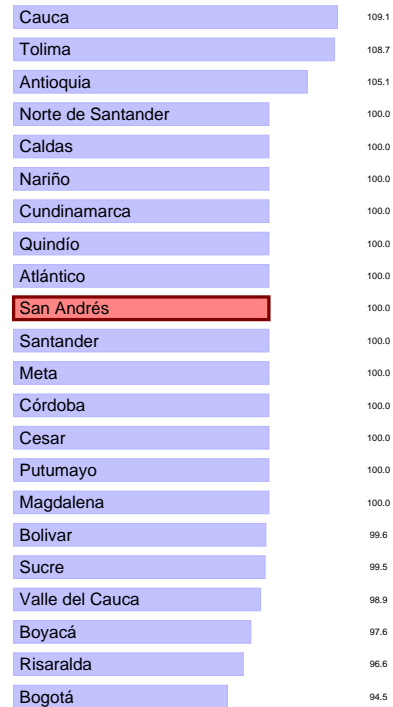 Cauca 109.1
Tolima 108.7
Antioquia 105.1
Norte de Santander 100.0
Caldas 100.0
Nariño 100.0
Cundinamarca 100.0
Quindío 100.0
Atlántico 100.0
San Andrés 100.0
Santander 100.0
Meta 100.0
Córdoba 100.0
Cesar 100.0
Putumayo 100.0
Magdalena 100.0
Bolivar 99.6
Sucre 99.5
Valle del Cauca 98.9
Boyacá 97.6
Risaralda 96.6
Bogotá 94.5